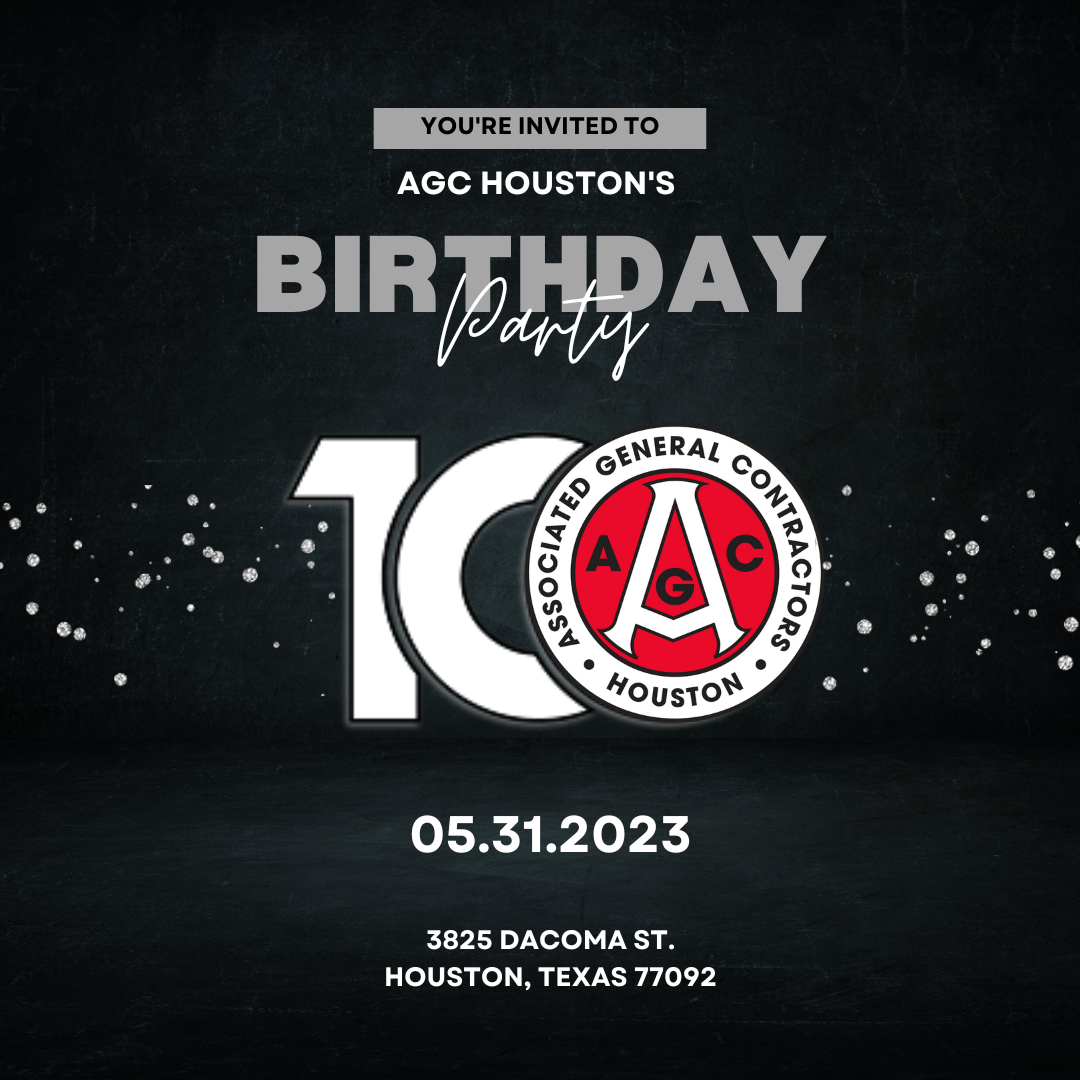 YOU'RE INVITED TO
AGC HOUSTON'S
BIRTHDAY
Party
10
ASSOCIATED GENERAL CONTRACTORS
A G C
• HOUSTON •
05.31.2023
3825 DACOMA ST.
HOUSTON, TEXAS 77092